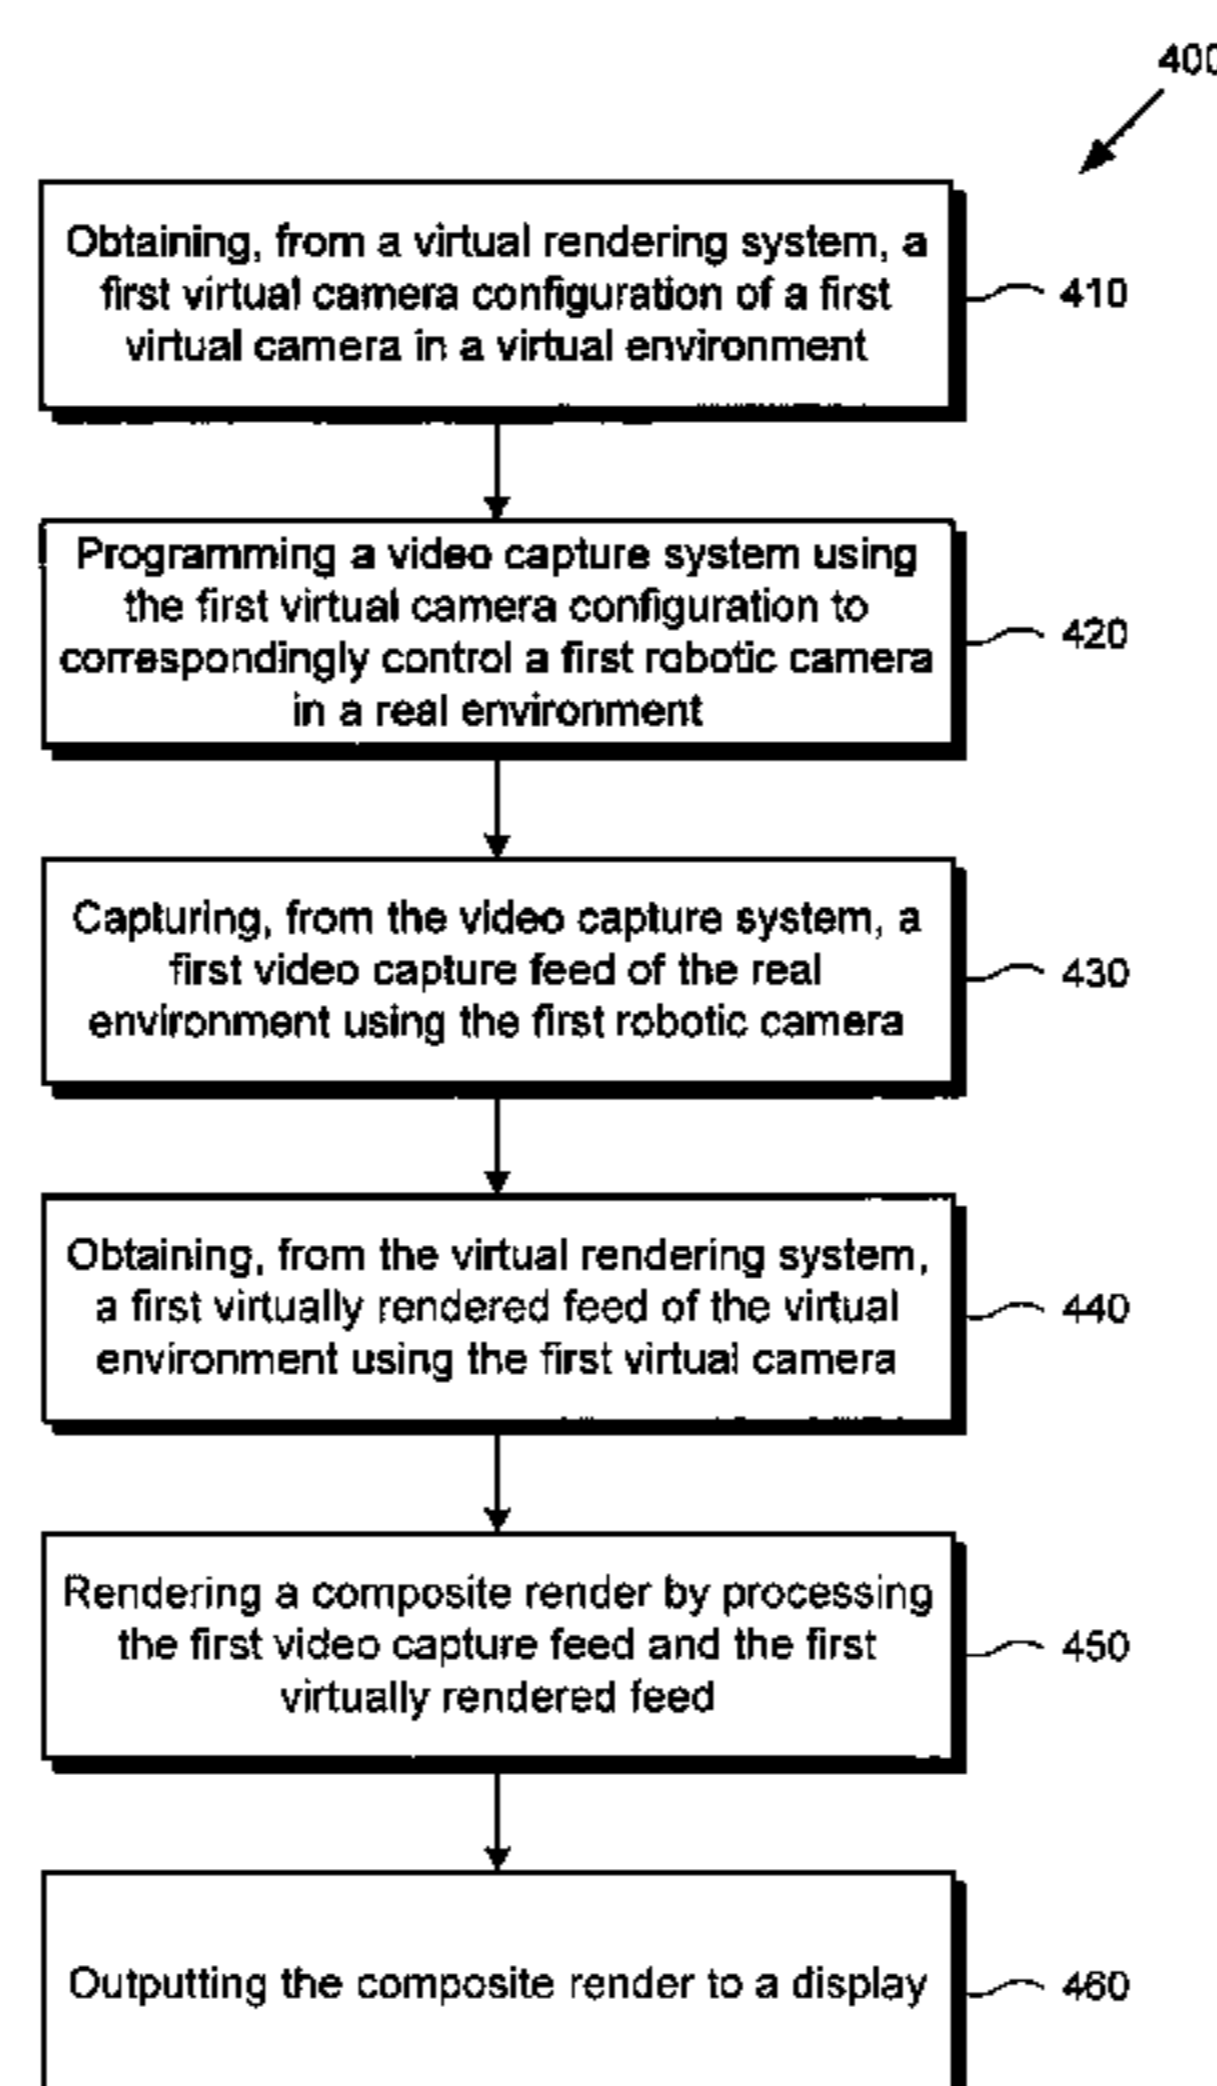 400
Obtaining, from a virtual rendering system, a
first virtual camera configuration of a first
virtual camera in a virtual environment
410
Programming a video capture system using
the first virtual camera configuration to
correspondingly control a first robotic camera
in a real environment
420
Capturing, from the video capture system, a
first video capture feed of the real
environment using the first robotic camera
430
Obtaining, from the virtual rendering system,
a first virtually rendered feed of the virtual
environment using the first virtual camera
440
Rendering a composite render by processing
the first video capture feed and the first
virtually rendered feed
450
Outputting the composite render to a display
460